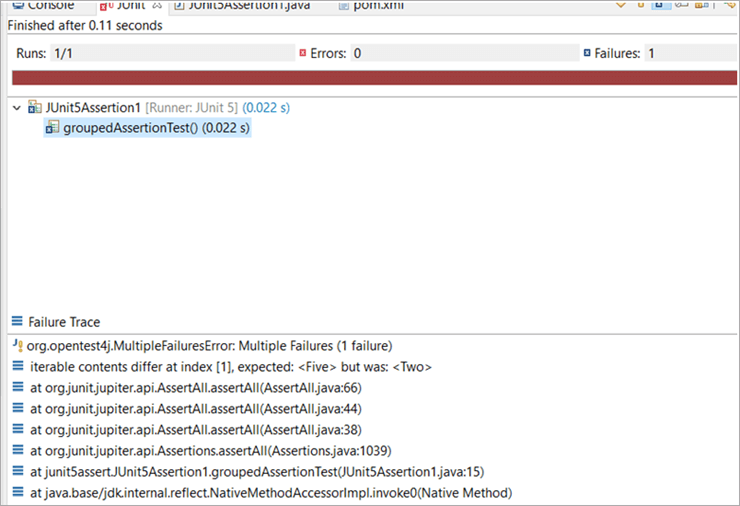 Console JUnit JUnit5Assertion1.java pom.xml
Finished after 0.11 seconds
Runs: 1/1 Errors: 0 Failures: 1
JUnit5Assertion1 [Runner: JUnit 5] (0.022 s)
groupedAssertionTest() (0.022 s)
Failure Trace
org.opentest4j.MultipleFailuresError: Multiple Failures (1 failure)
iterable contents differ at index [1], expected: <Five> but was: <Two>
at org.junit.jupiter.api.AssertAll.assertAll(AssertAll.java:66)
at org.junit.jupiter.api.AssertAll.assertAll(AssertAll.java:44)
at org.junit.jupiter.api.AssertAll.assertAll(AssertAll.java:38)
at org.junit.jupiter.api.Assertions.assertAll(Assertions.java:1039)
at junit5assert.JUnit5Assertion1.groupedAssertionTest(JUnit5Assertion1.java:15)
at java.base/jdk.internal.reflect.NativeMethodAccessorImpl.invoke0(Native Method)